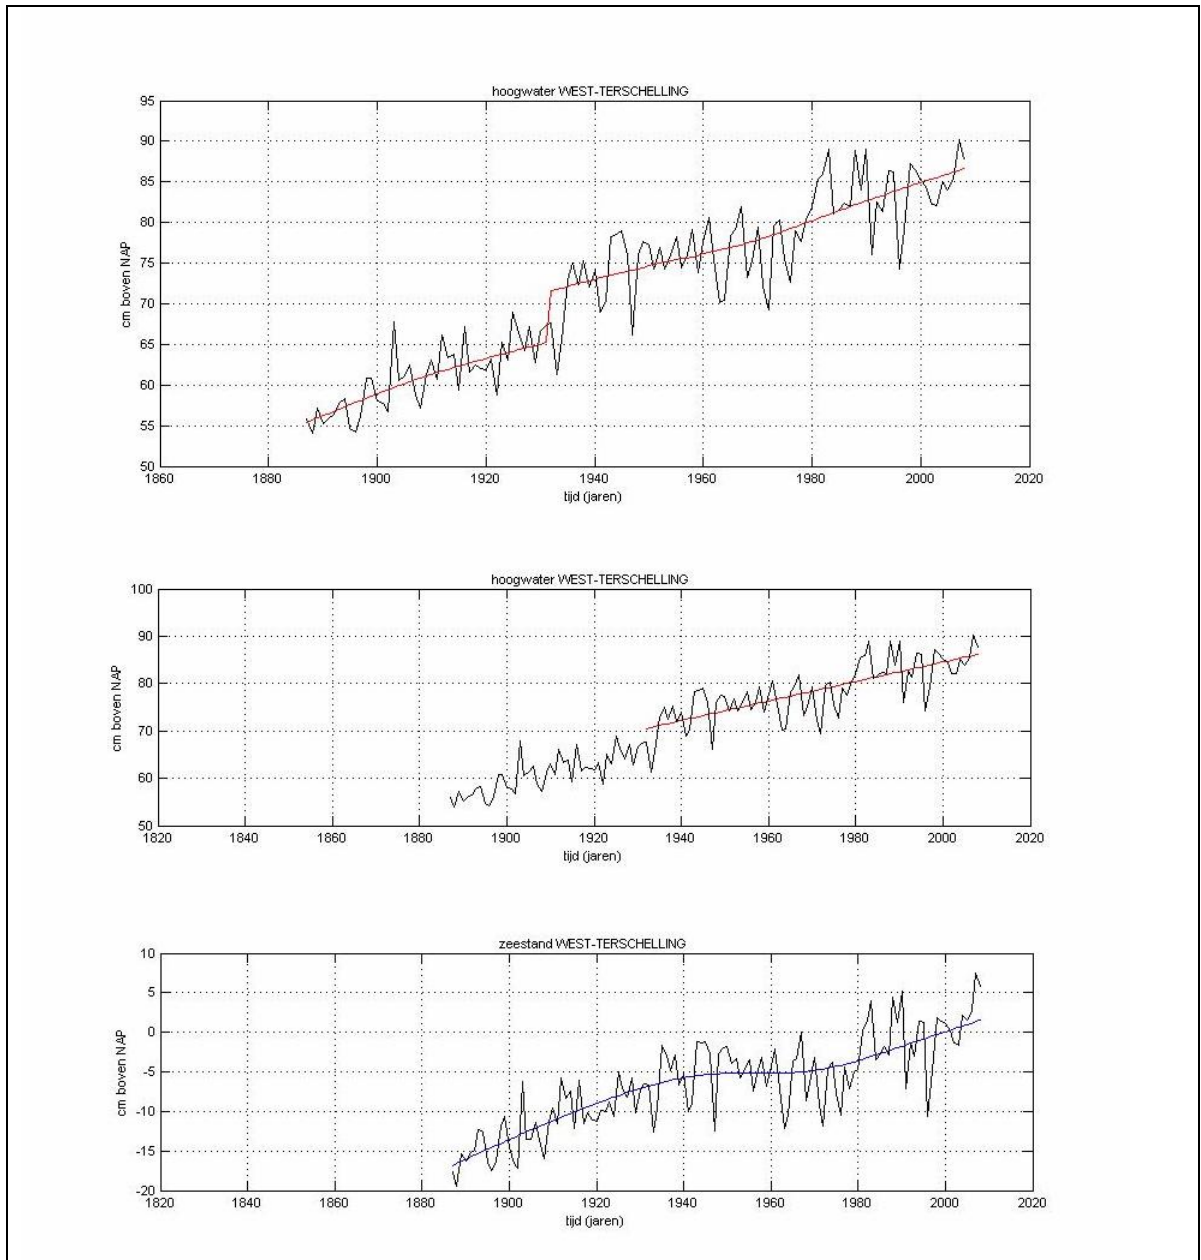 hoogwater WEST-TERSCHELLING
95
90
85
80
75
70
65
60
55
50
cm boven NAP
1860 1880 1900 1920 1940 1960 1980 2000 2020
tijd (jaren)
hoogwater WEST-TERSCHELLING
100
90
80
70
60
50
cm boven NAP
1820 1840 1860 1880 1900 1920 1940 1960 1980 2000 2020
tijd (jaren)
zeestand WEST-TERSCHELLING
10
5
0
-5
-10
-15
-20
cm boven NAP
1820 1840 1860 1880 1900 1920 1940 1960 1980 2000 2020
tijd (jaren)